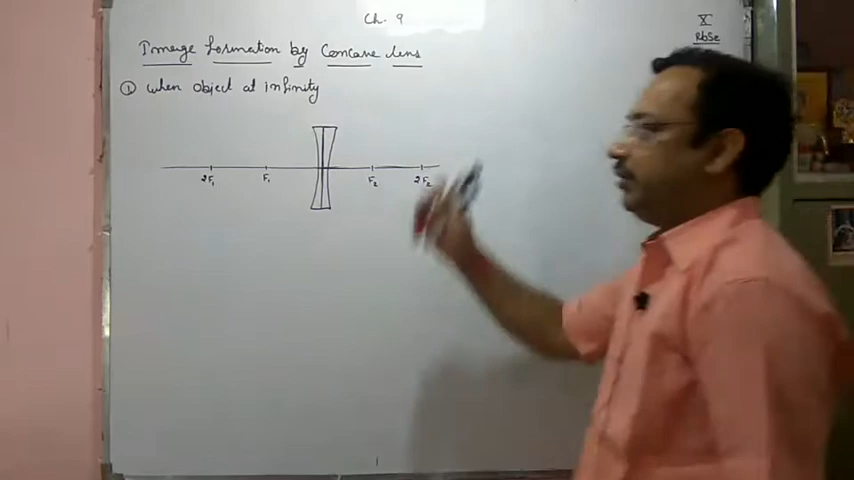 Ch. 9
X
RBSE
Image formation by Concave lens
① when object at infinity
2F₁ F₁ F₂ 2F₂